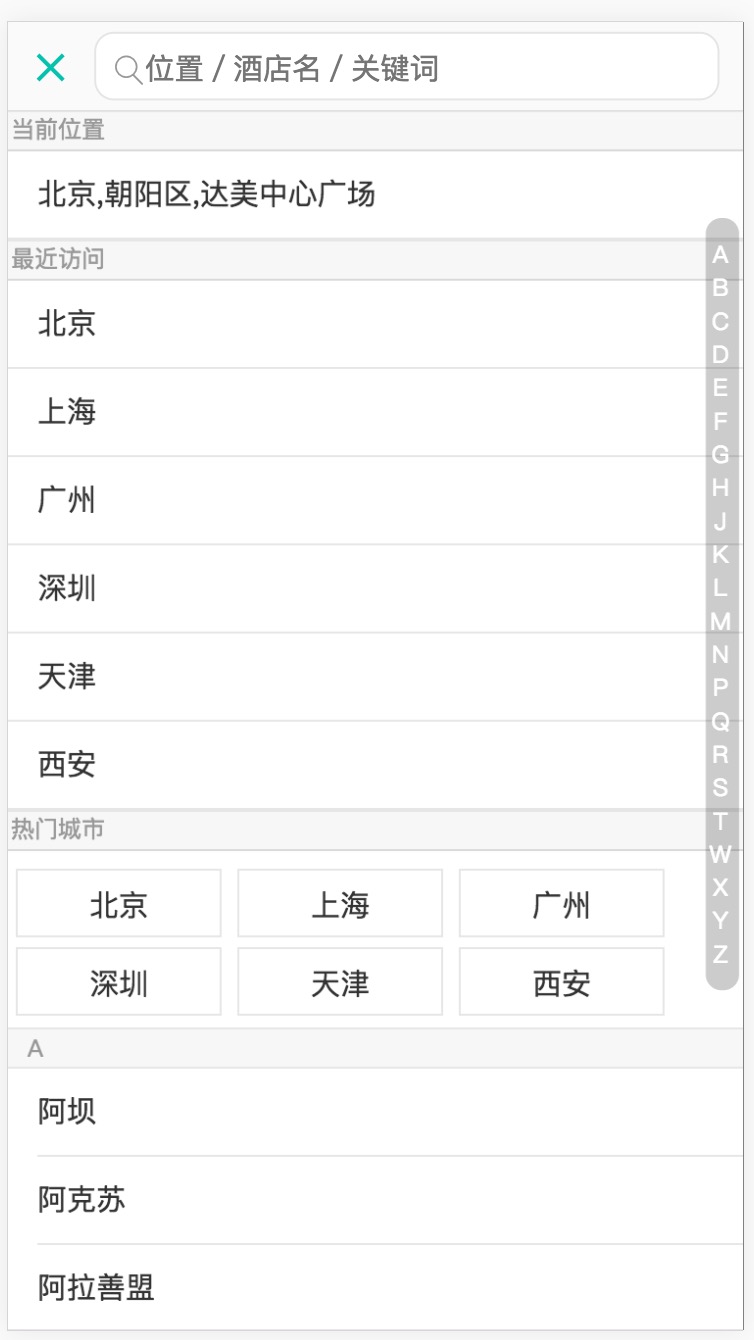 位置 / 酒店名 / 关键词
当前位置
北京,朝阳区,达美中心广场
最近访问
北京
上海
广州
深圳
天津
西安
热门城市
北京 上海 广州
深圳 天津 西安
A
阿坝
阿克苏
阿拉善盟
A
B
C
D
E
F
G
H
J
K
L
M
N
P
Q
R
S
T
W
X
Y
Z